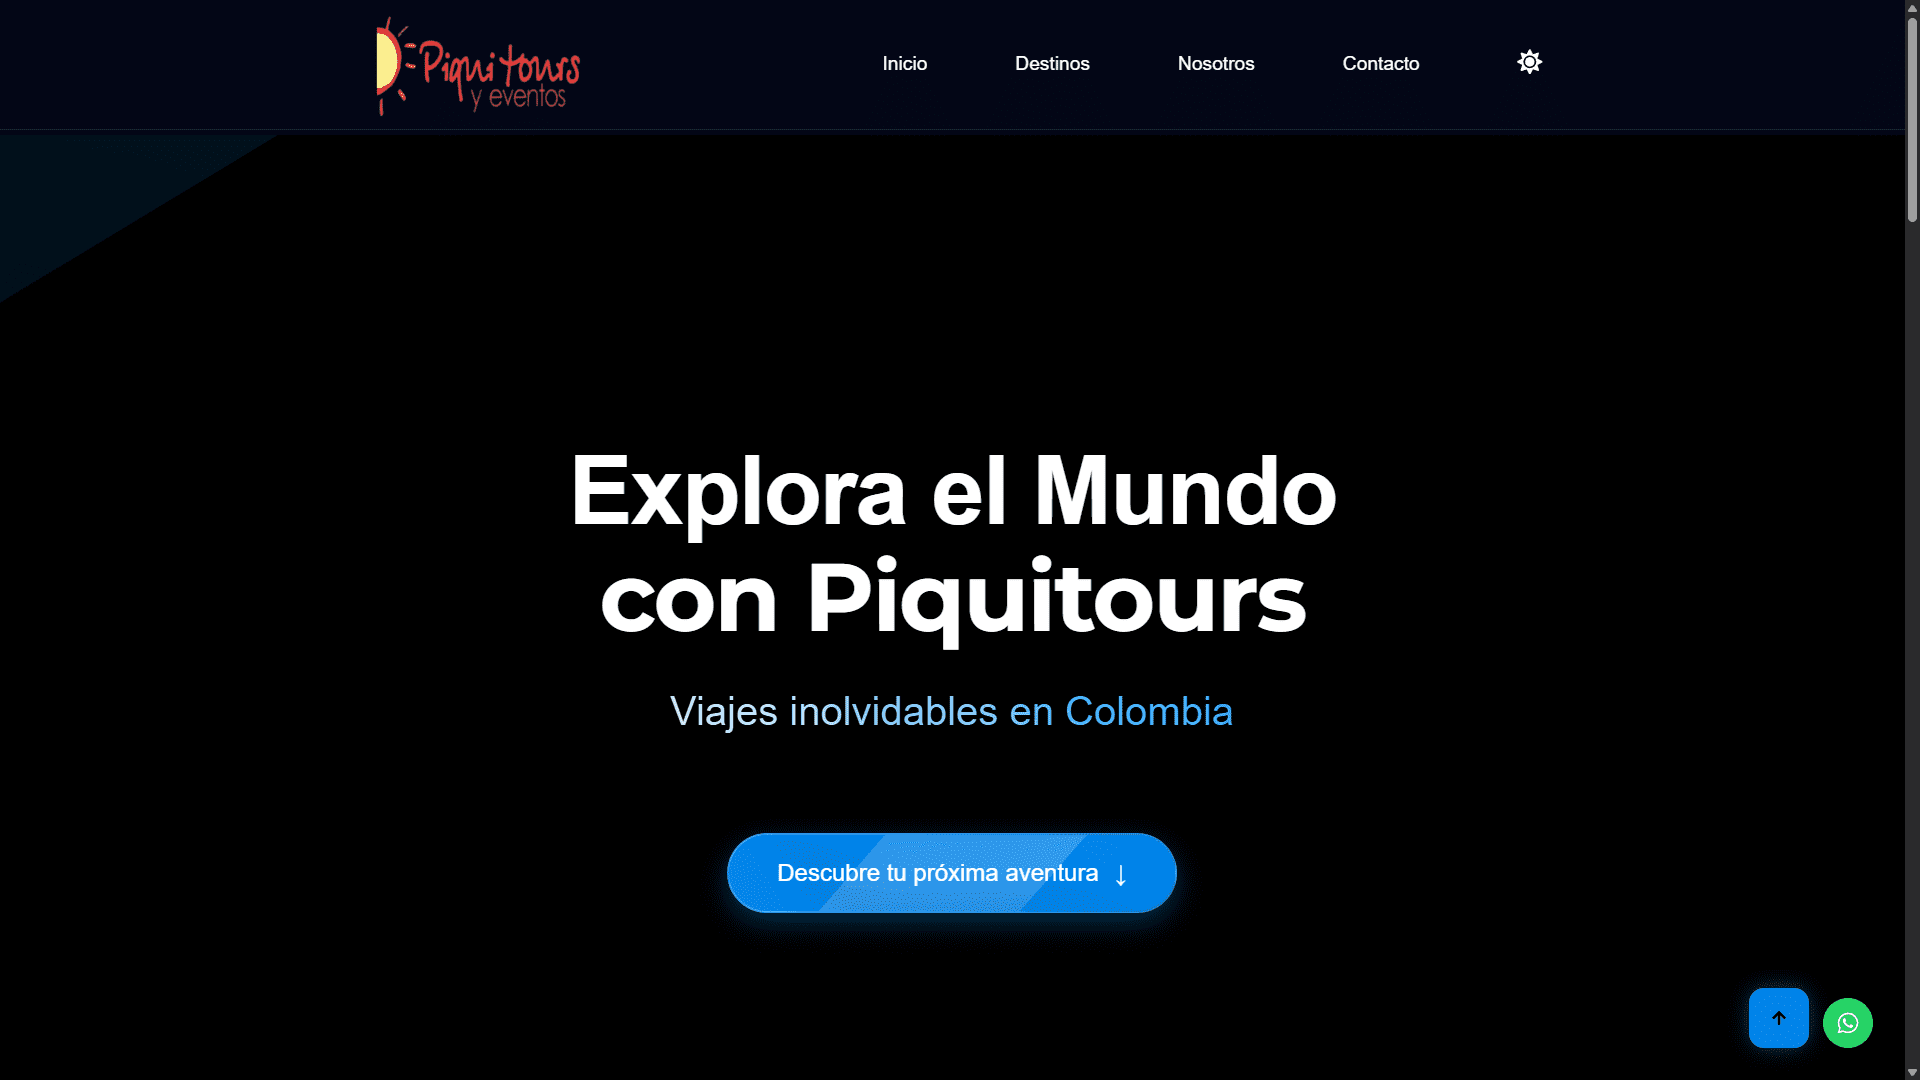 Piquitours
y eventos
Inicio
Destinos
Nosotros
Contacto
Explora el Mundo
con Piquitours
Viajes inolvidables en Colombia
Descubre tu próxima aventura ↓